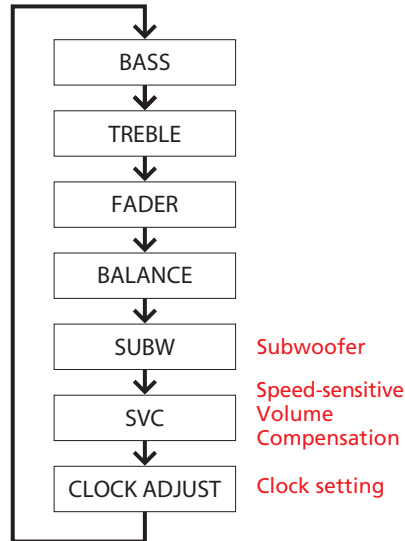 BASS
TREBLE
FADER
BALANCE
SUBW
Subwoofer
Speed-sensitive
Volume
Compensation
SVC
CLOCK ADJUST
Clock setting